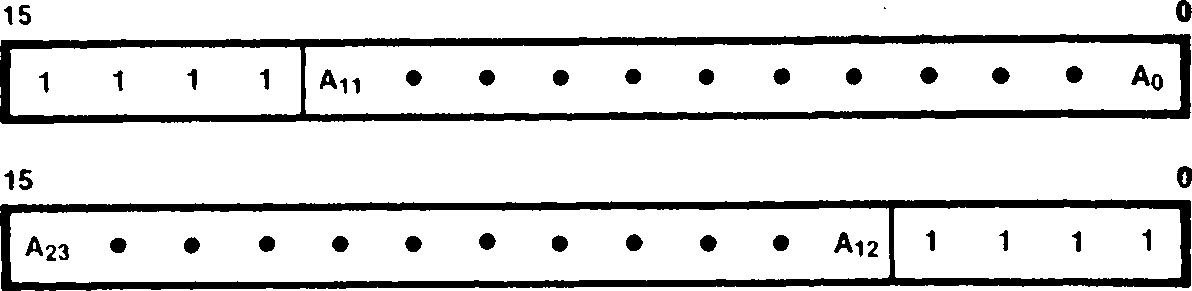 15 0
1 1 1 1 A₁₁ • • • • • • • • • • A₀
15 0
A₂₃ • • • • • • • • • • A₁₂ 1 1 1 1